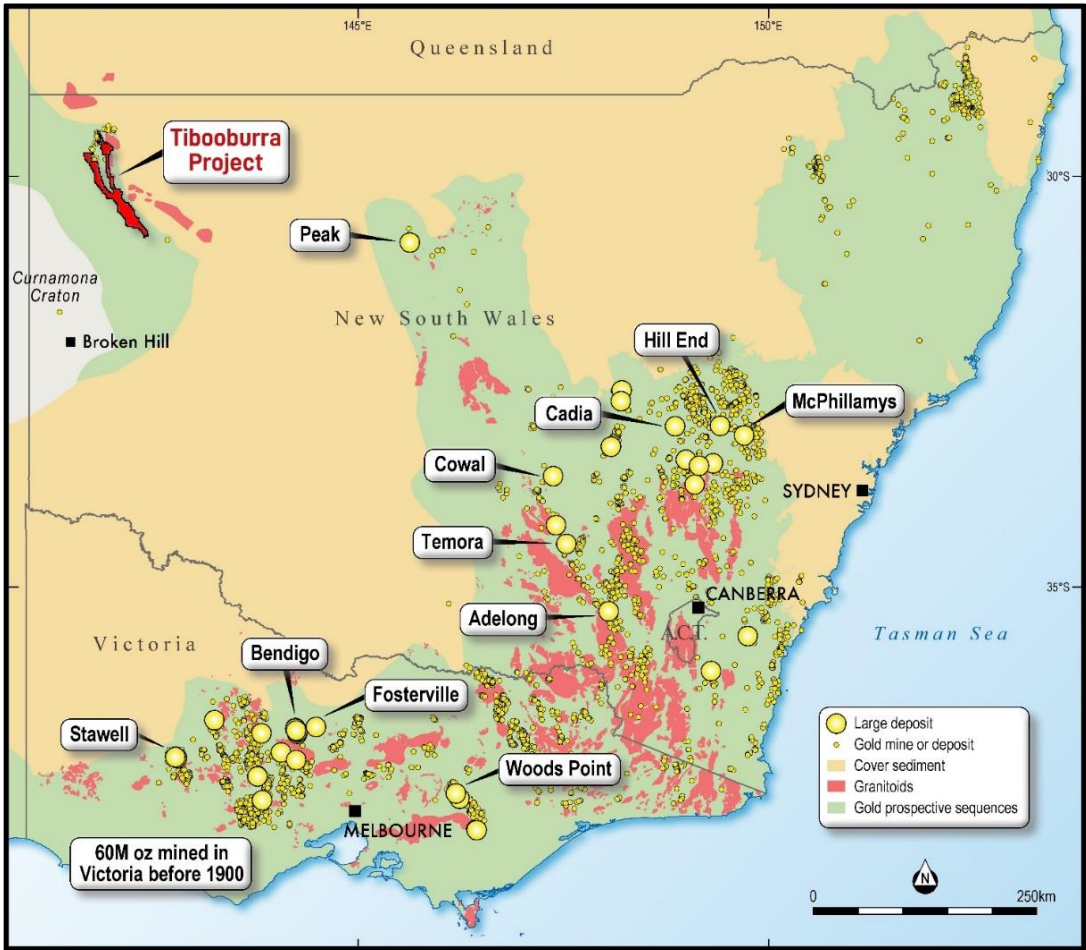 145°E
150°E
Queensland
Tibooburra
Project
30°S
Peak
Curnamona
Craton
New South Wales
Broken Hill
Hill End
McPhillamys
Cadia
Cowal
SYDNEY
Temora
35°S
CANBERRA
Adelong
A.C.T.
Tasman Sea
Victoria
Bendigo
Fosterville
Stawell
Woods Point
MELBOURNE
60M oz mined in
Victoria before 1900
Large deposit
Gold mine or deposit
Cover sediment
Granitoids
Gold prospective sequences
N
0
250km